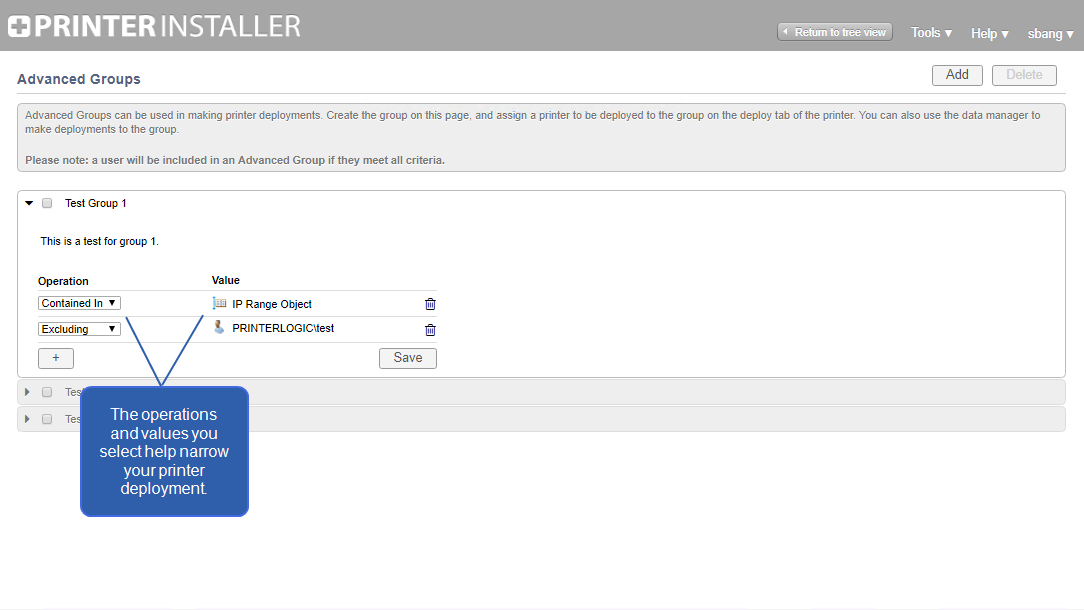 PRINTER INSTALLER
Return to tree view Tools ▼ Help ▼ sbang ▼
Advanced Groups
Add Delete
Advanced Groups can be used in making printer deployments. Create the group on this page, and assign a printer to be deployed to the group on the deploy tab of the printer. You can also use the data manager to
make deployments to the group.
Please note: a user will be included in an Advanced Group if they meet all criteria.
Test Group 1
This is a test for group 1.
Operation Value
Contained In ▼ IP Range Object
Excluding ▼ PRINTERLOGIC\test
+ Save
The operations
and values you
select help narrow
your printer
deployment.